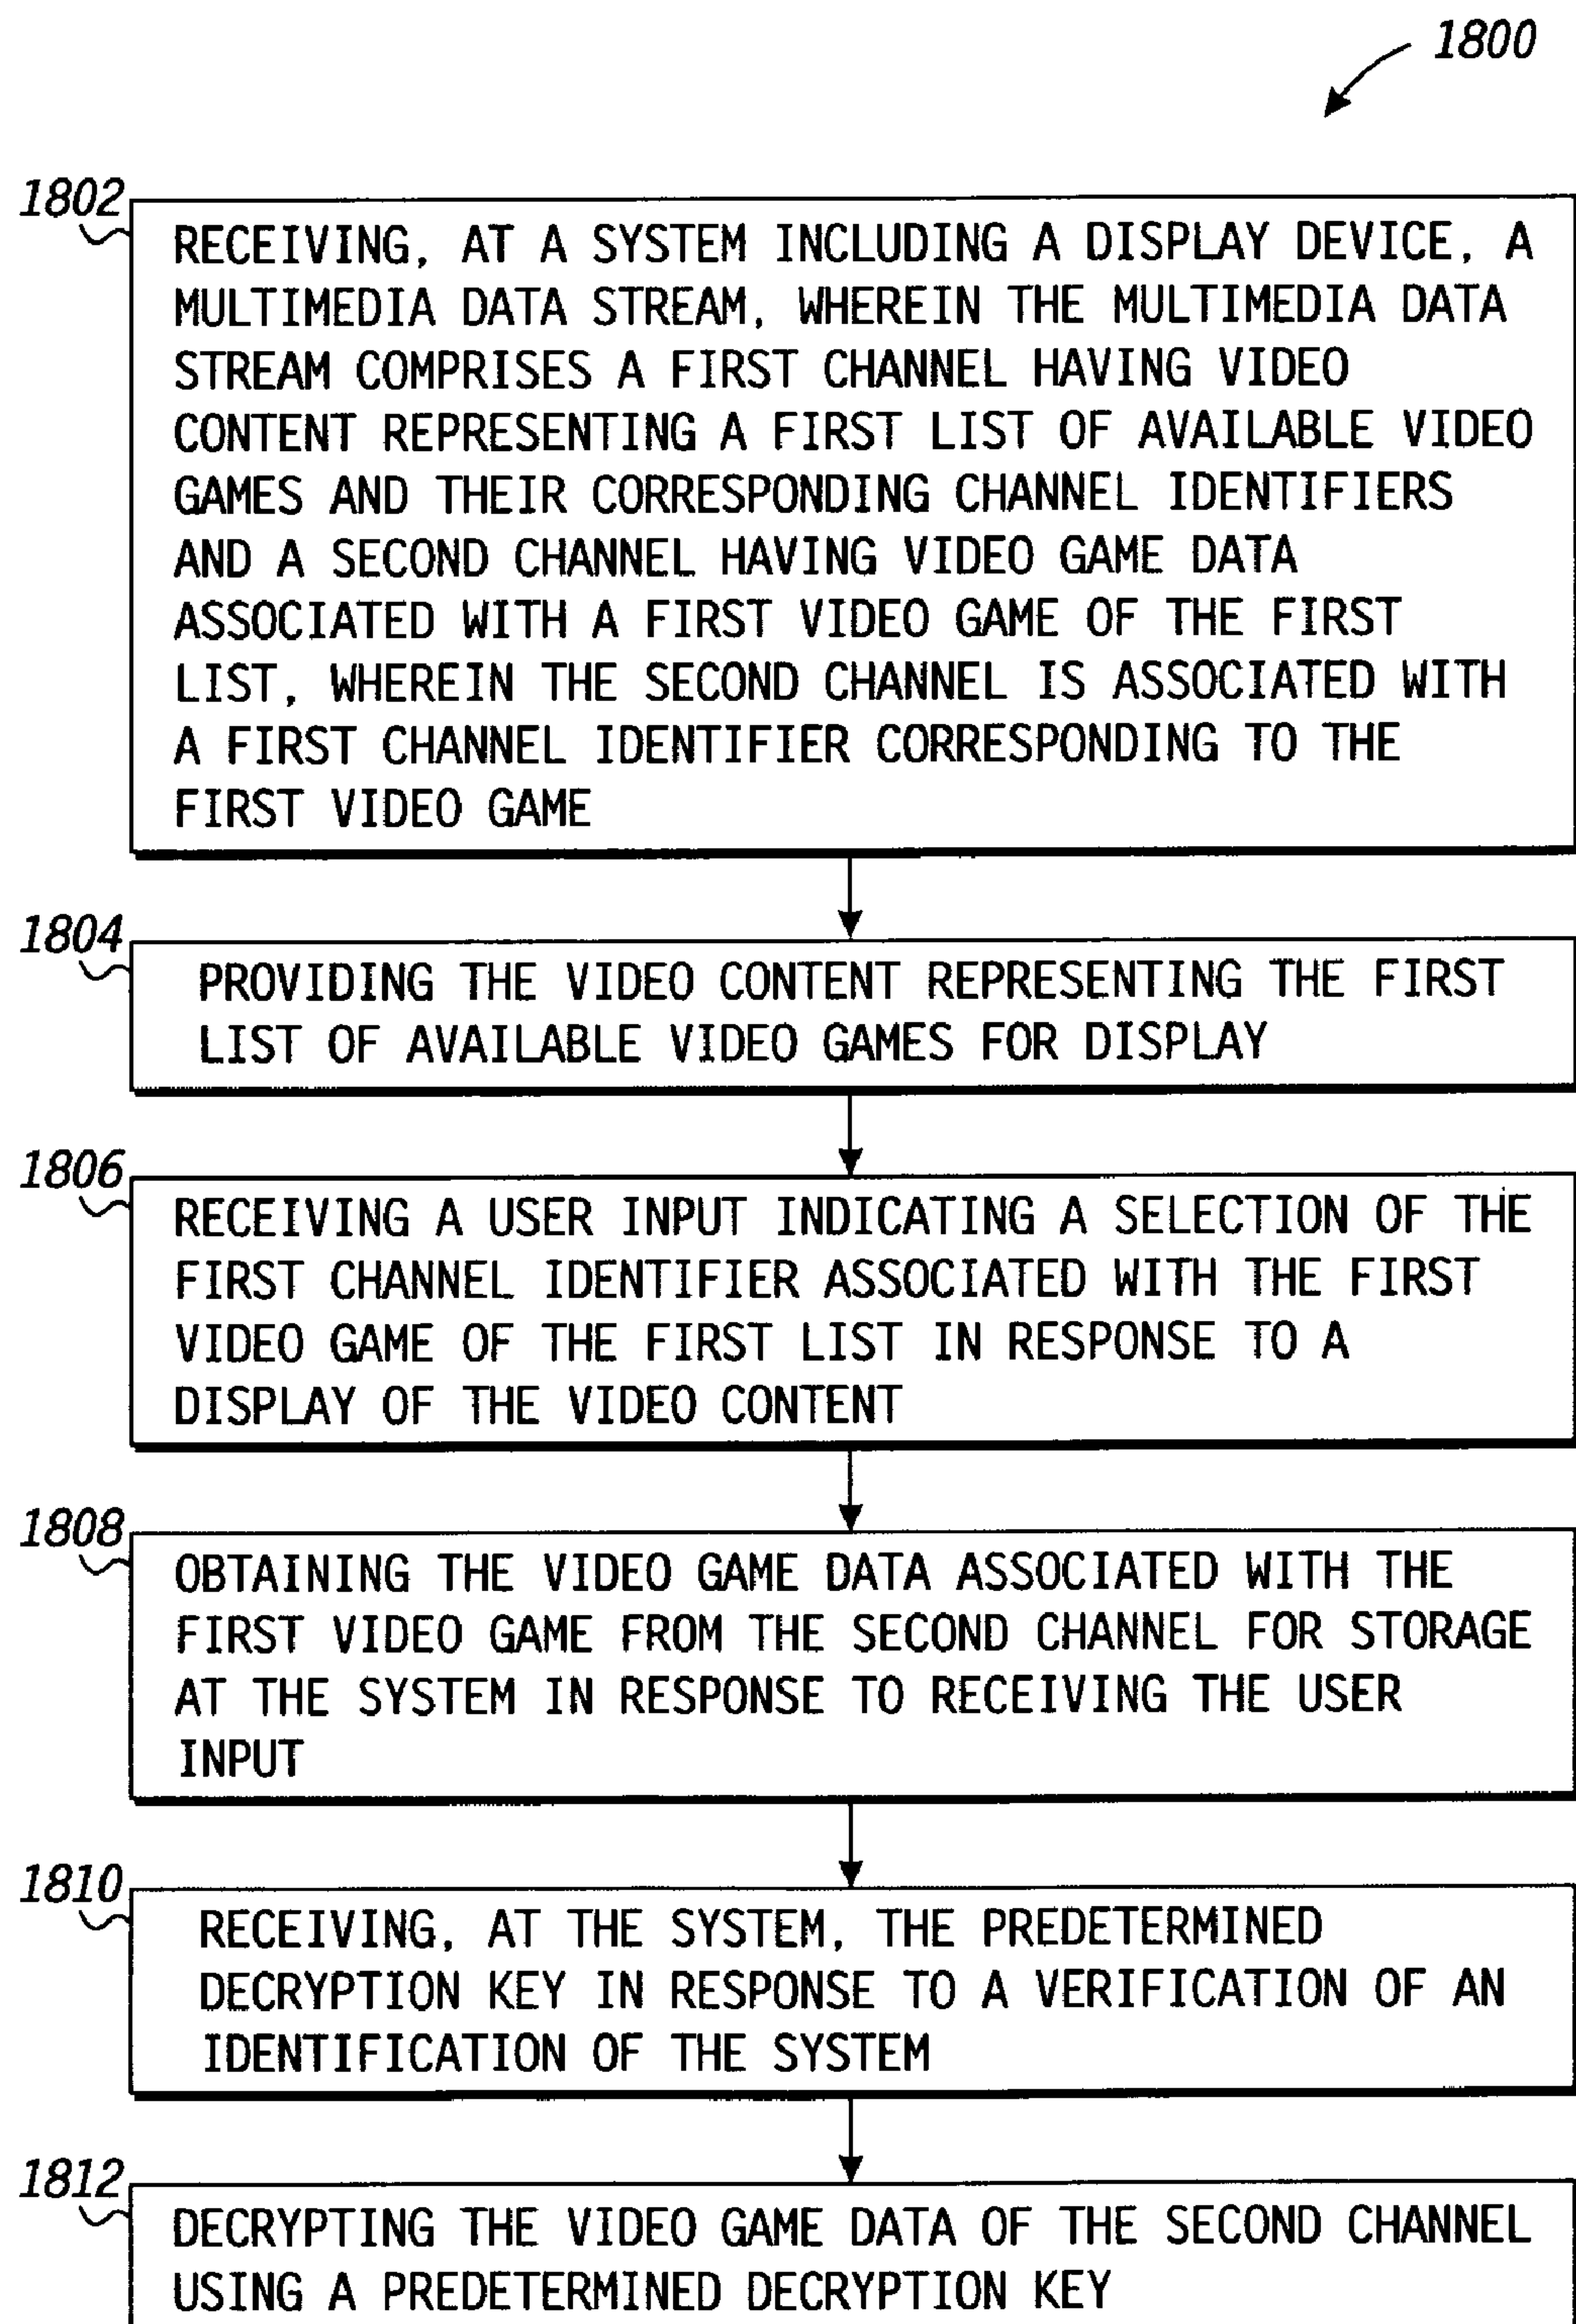 1800
1802
RECEIVING, AT A SYSTEM INCLUDING A DISPLAY DEVICE, A
MULTIMEDIA DATA STREAM, WHEREIN THE MULTIMEDIA DATA
STREAM COMPRISES A FIRST CHANNEL HAVING VIDEO
CONTENT REPRESENTING A FIRST LIST OF AVAILABLE VIDEO
GAMES AND THEIR CORRESPONDING CHANNEL IDENTIFIERS
AND A SECOND CHANNEL HAVING VIDEO GAME DATA
ASSOCIATED WITH A FIRST VIDEO GAME OF THE FIRST
LIST, WHEREIN THE SECOND CHANNEL IS ASSOCIATED WITH
A FIRST CHANNEL IDENTIFIER CORRESPONDING TO THE
FIRST VIDEO GAME
1804
PROVIDING THE VIDEO CONTENT REPRESENTING THE FIRST
LIST OF AVAILABLE VIDEO GAMES FOR DISPLAY
1806
RECEIVING A USER INPUT INDICATING A SELECTION OF THE
FIRST CHANNEL IDENTIFIER ASSOCIATED WITH THE FIRST
VIDEO GAME OF THE FIRST LIST IN RESPONSE TO A
DISPLAY OF THE VIDEO CONTENT
1808
OBTAINING THE VIDEO GAME DATA ASSOCIATED WITH THE
FIRST VIDEO GAME FROM THE SECOND CHANNEL FOR STORAGE
AT THE SYSTEM IN RESPONSE TO RECEIVING THE USER
INPUT
1810
RECEIVING, AT THE SYSTEM, THE PREDETERMINED
DECRYPTION KEY IN RESPONSE TO A VERIFICATION OF AN
IDENTIFICATION OF THE SYSTEM
1812
DECRYPTING THE VIDEO GAME DATA OF THE SECOND CHANNEL
USING A PREDETERMINED DECRYPTION KEY